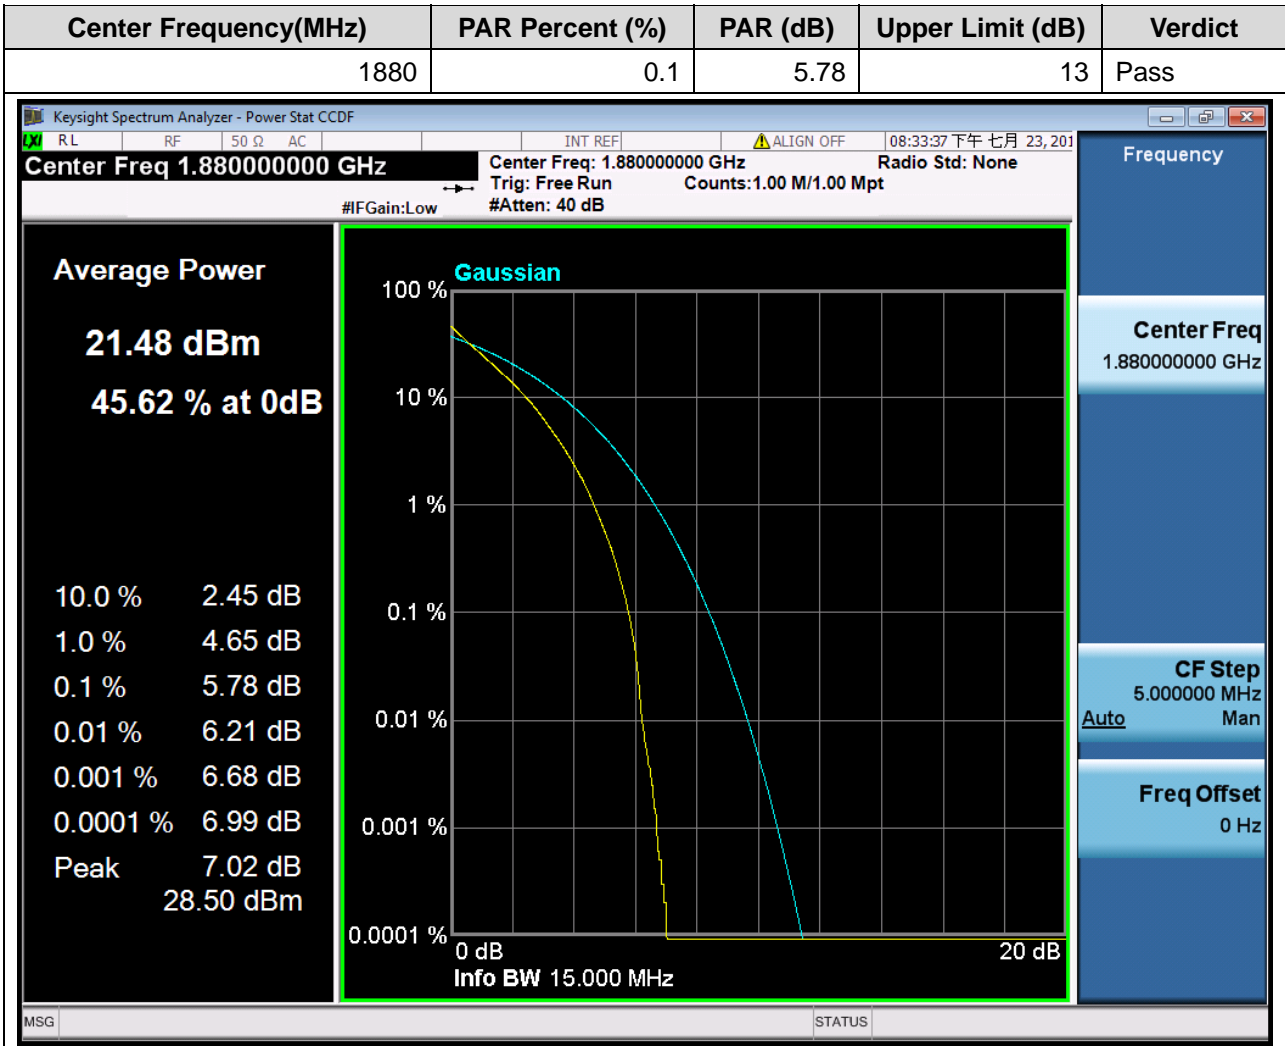 Center Frequency(MHz) PAR Percent (%) PAR (dB) Upper Limit (dB) Verdict
1880 0.1 5.78 13 Pass
Keysight Spectrum Analyzer - Power Stat CCDF
LXI RL RF 50 Ω AC INT REF ALIGN OFF 08:33:37 下午 七月 23, 201
Center Freq 1.880000000 GHz
Center Freq: 1.880000000 GHz Radio Std: None
Trig: Free Run Counts:1.00 M/1.00 Mpt
#IFGain:Low #Atten: 40 dB
Frequency
Average Power
21.48 dBm
45.62 % at 0dB
10.0 % 2.45 dB
1.0 % 4.65 dB
0.1 % 5.78 dB
0.01 % 6.21 dB
0.001 % 6.68 dB
0.0001 % 6.99 dB
Peak 7.02 dB
28.50 dBm
Gaussian
100 %
10 %
1 %
0.1 %
0.01 %
0.001 %
0.0001 %
0 dB 20 dB
Info BW 15.000 MHz
Center Freq
1.880000000 GHz
CF Step
5.000000 MHz
Auto Man
Freq Offset
0 Hz
MSG STATUS